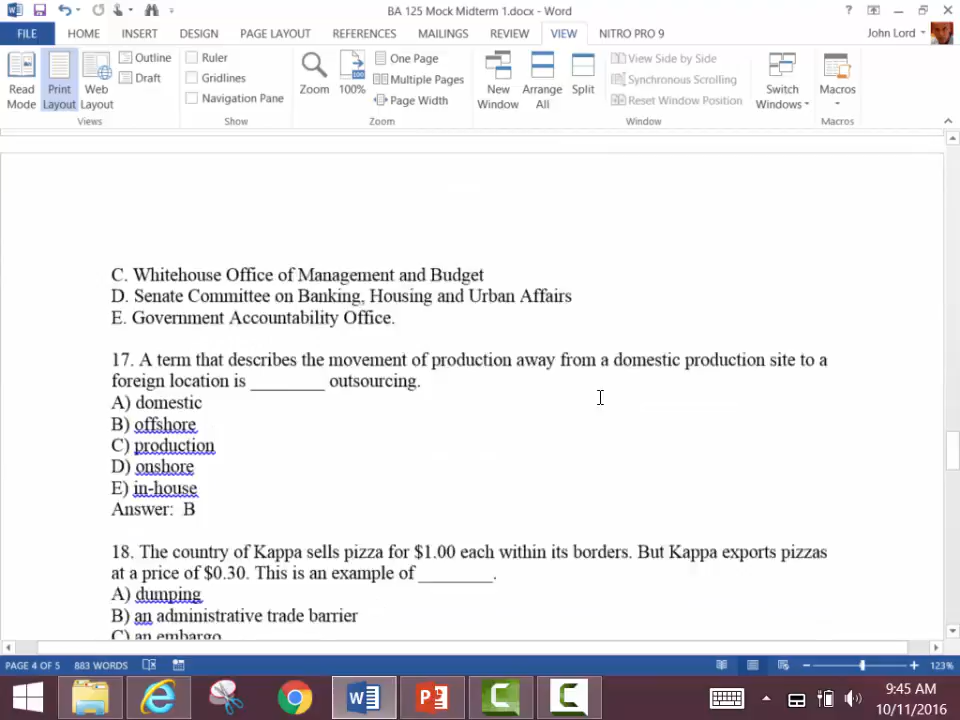 BA 125 Mock Midterm 1.docx - Word
FILE HOME INSERT DESIGN PAGE LAYOUT REFERENCES MAILINGS REVIEW VIEW NITRO PRO 9 John Lord
Read Mode
Print Layout
Web Layout
Outline
Draft
Views
Ruler
Gridlines
Navigation Pane
Show
Zoom
100%
One Page
Multiple Pages
Page Width
Zoom
New Window
Arrange All
Split
View Side by Side
Synchronous Scrolling
Reset Window Position
Window
Switch Windows
Macros
Macros
C. Whitehouse Office of Management and Budget
D. Senate Committee on Banking, Housing and Urban Affairs
E. Government Accountability Office.
17. A term that describes the movement of production away from a domestic production site to a
foreign location is ________ outsourcing.
A) domestic
B) offshore
C) production
D) onshore
E) in-house
Answer: B
18. The country of Kappa sells pizza for $1.00 each within its borders. But Kappa exports pizzas
at a price of $0.30. This is an example of ________.
A) dumping
B) an administrative trade barrier
C) an embargo
PAGE 4 OF 5 883 WORDS 123%
9:45 AM
10/11/2016